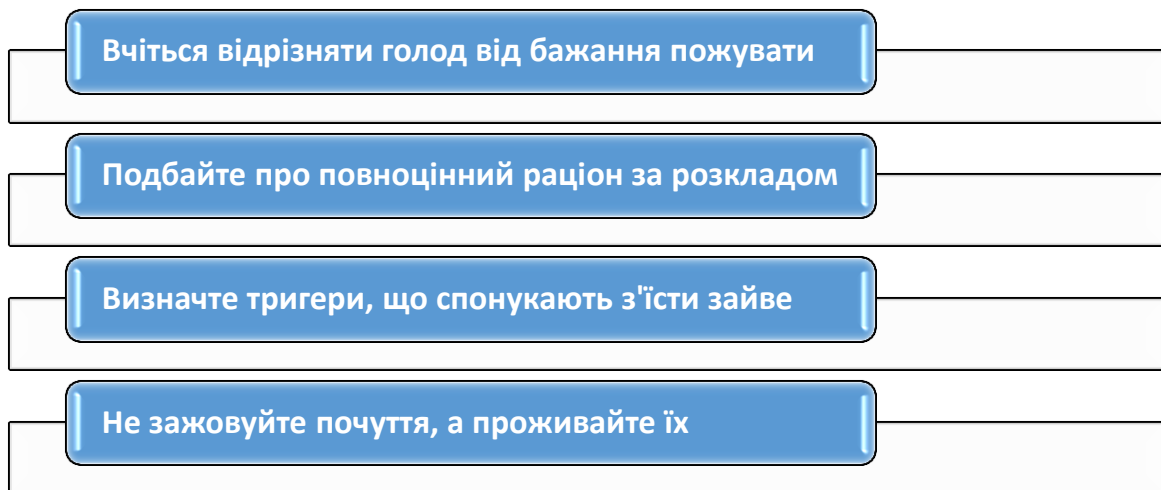 Вчіться відрізняти голод від бажання пожувати
Подбайте про повноцінний раціон за розкладом
Визначте тригери, що спонукають з'їсти зайве
Не зажовуйте почуття, а проживайте їх